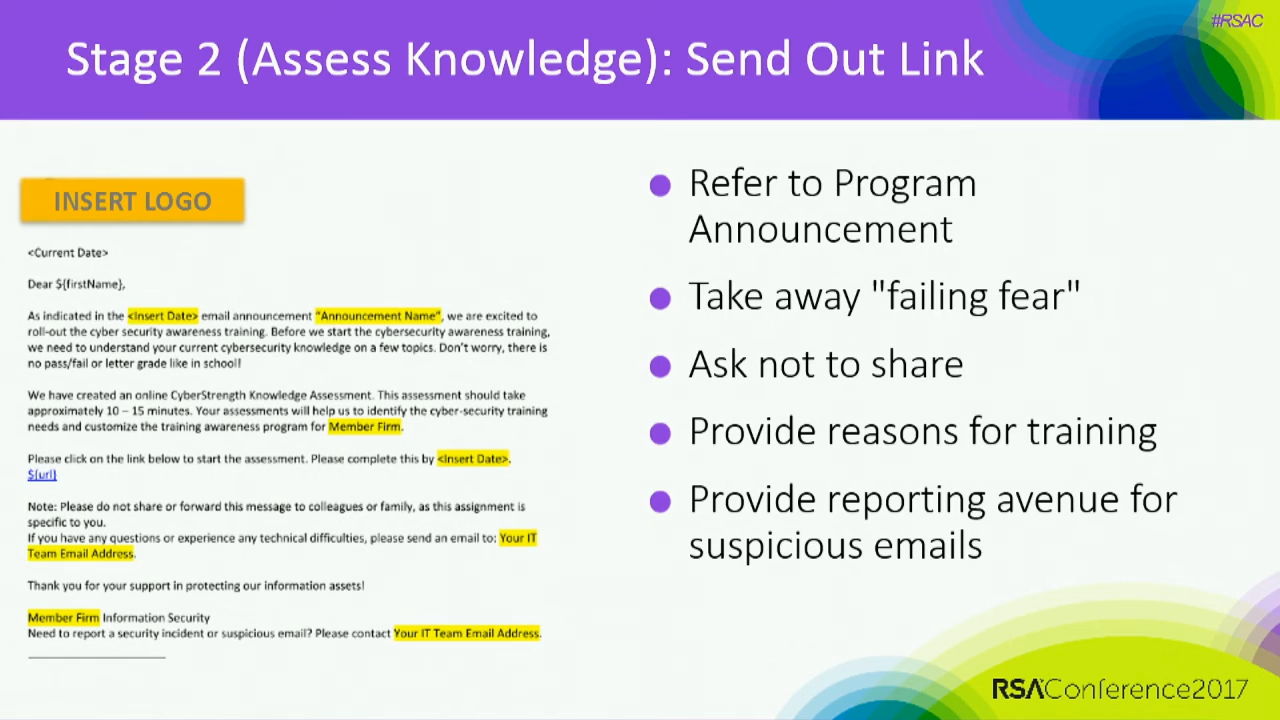 #RSAC
Stage 2 (Assess Knowledge): Send Out Link
INSERT LOGO
<Current Date>
Dear ${firstName},
As indicated in the <Insert Date> email announcement "Announcement Name", we are excited to
roll-out the cyber security awareness training. Before we start the cybersecurity awareness training,
we need to understand your current cybersecurity knowledge on a few topics. Don't worry, there is
no pass/fail or letter grade like in school!
We have created an online CyberStrength Knowledge Assessment. This assessment should take
approximately 10 – 15 minutes. Your assessments will help us to identify the cyber-security training
needs and customize the training awareness program for Member Firm.
Please click on the link below to start the assessment. Please complete this by <Insert Date>.
${url}
Note: Please do not share or forward this message to colleagues or family, as this assignment is
specific to you.
If you have any questions or experience any technical difficulties, please send an email to: Your IT
Team Email Address.
Thank you for your support in protecting our information assets!
Member Firm Information Security
Need to report a security incident or suspicious email? Please contact Your IT Team Email Address.
Refer to Program
Announcement
Take away "failing fear"
Ask not to share
Provide reasons for training
Provide reporting avenue for
suspicious emails
RSAConference2017